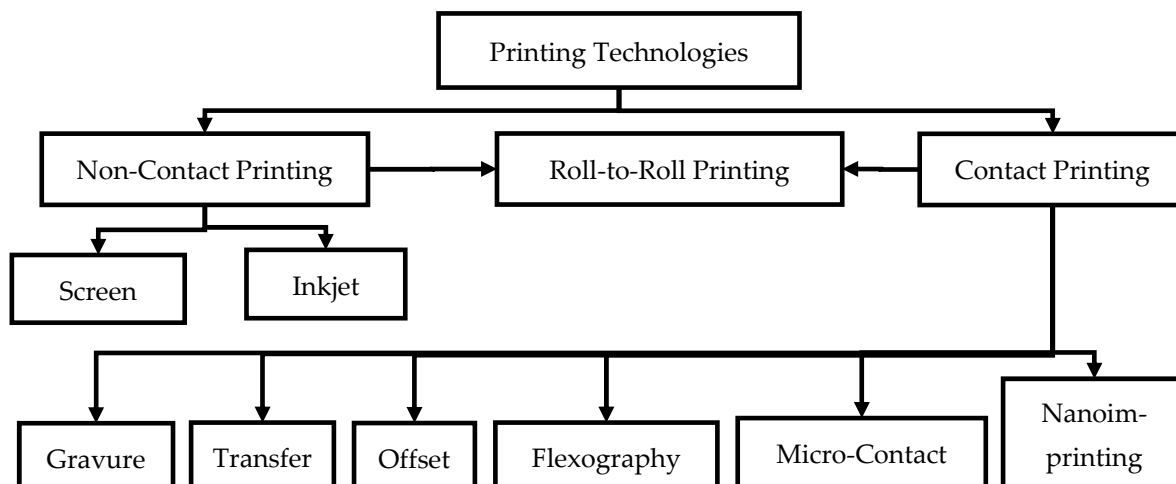 Printing Technologies
Non-Contact Printing
Roll-to-Roll Printing
Contact Printing
Screen
Inkjet
Gravure
Transfer
Offset
Flexography
Micro-Contact
Nanoim-
printing